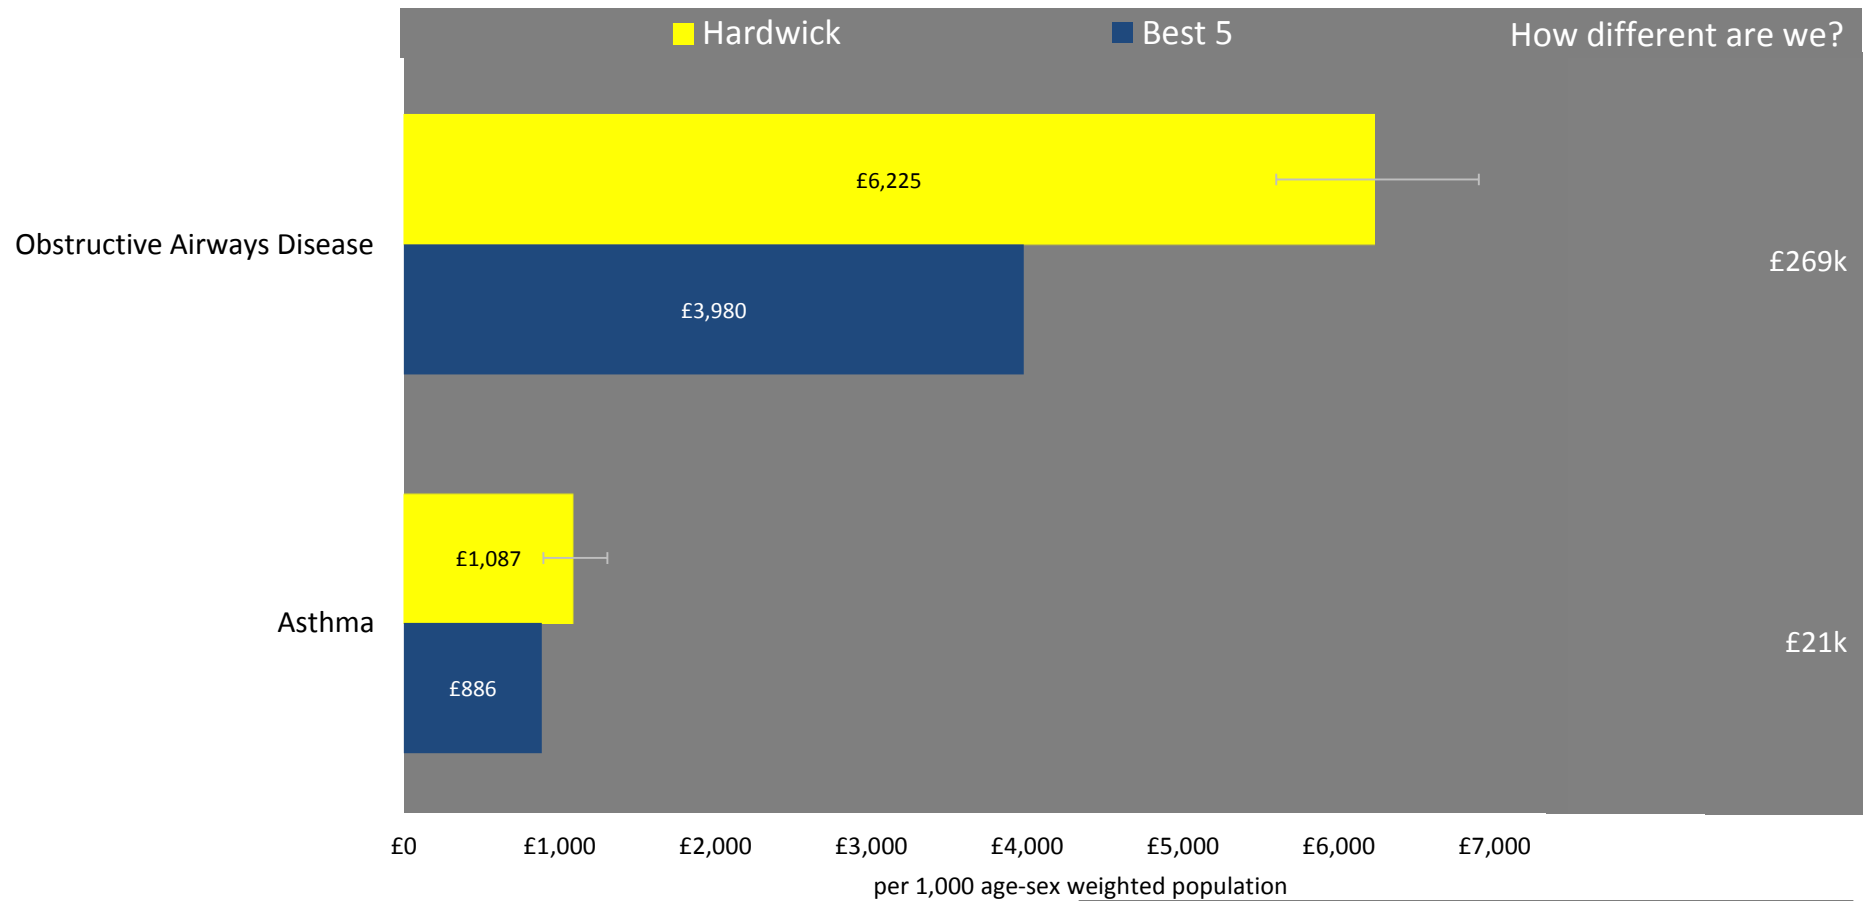 Hardwick
Best 5
How different are we?
£6,225
Obstructive Airways Disease
£269k
£3,980
£1,087
Asthma
£21k
£886
£0 £1,000 £2,000 £3,000 £4,000 £5,000 £6,000 £7,000
per 1,000 age-sex weighted population